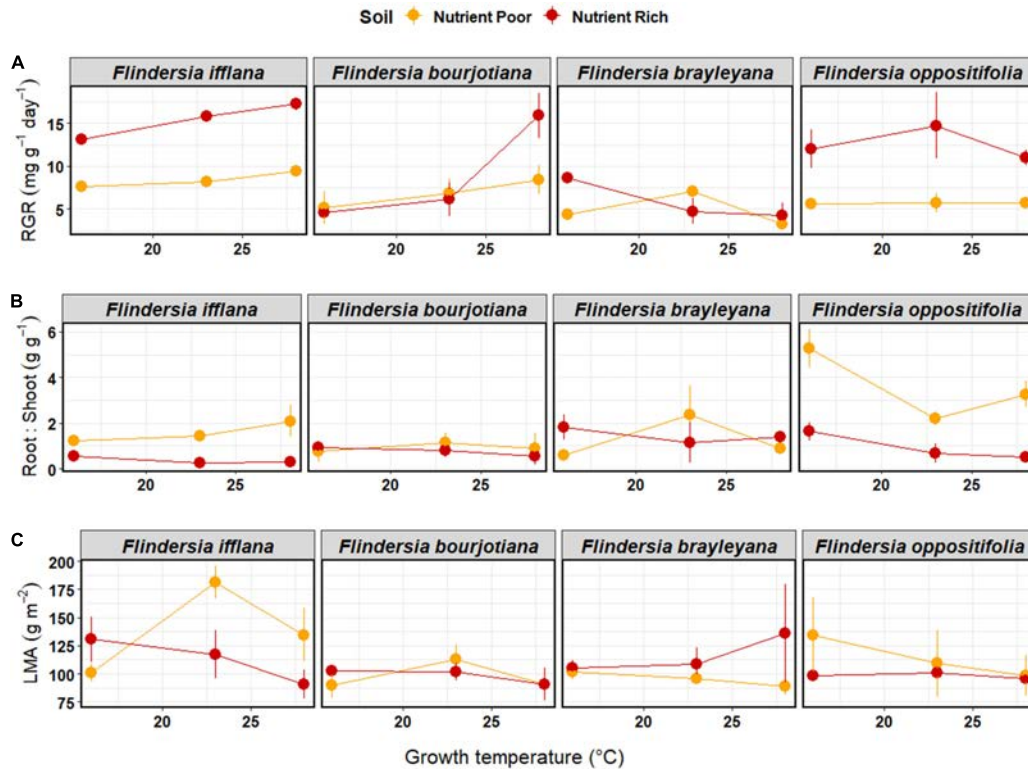 Soil Nutrient Poor Nutrient Rich
A
Flindersia ifflana Flindersia bourjotiana Flindersia brayleyana Flindersia oppositifolia
RGR (mg g⁻¹ day⁻¹)
15
10
5
20 25 20 25 20 25 20 25
B
Flindersia ifflana Flindersia bourjotiana Flindersia brayleyana Flindersia oppositifolia
Root : Shoot (g g⁻¹)
6
4
2
0
20 25 20 25 20 25 20 25
C
Flindersia ifflana Flindersia bourjotiana Flindersia brayleyana Flindersia oppositifolia
LMA (g m⁻²)
200
175
150
125
100
75
20 25 20 25 20 25 20 25
Growth temperature (°C)